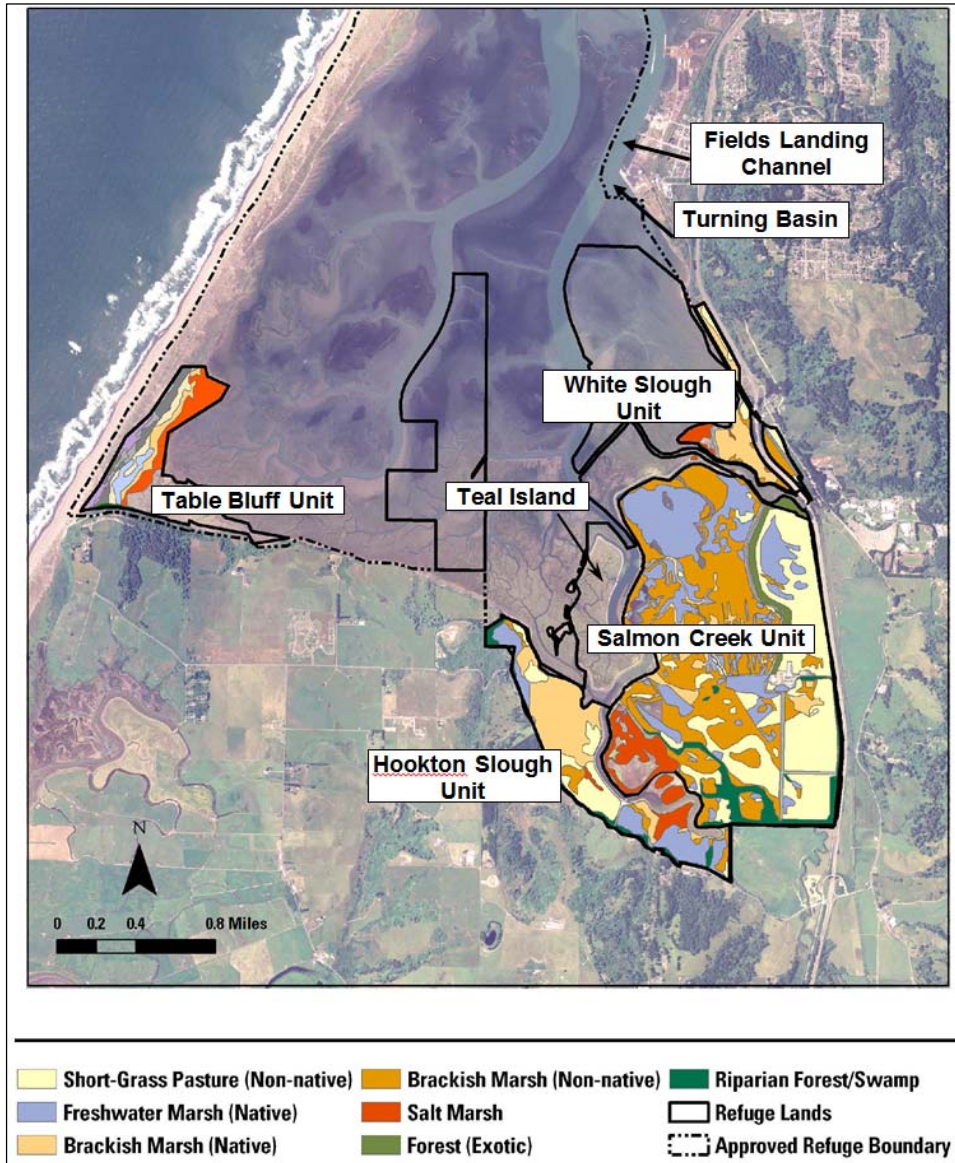 Fields Landing
Channel
Turning Basin
White Slough
Unit
Table Bluff Unit
Teal Island
Salmon Creek Unit
Hookton Slough
Unit
N
0 0.2 0.4 0.8 Miles
Short-Grass Pasture (Non-native)
Freshwater Marsh (Native)
Brackish Marsh (Native)
Brackish Marsh (Non-native)
Salt Marsh
Forest (Exotic)
Riparian Forest/Swamp
Refuge Lands
Approved Refuge Boundary